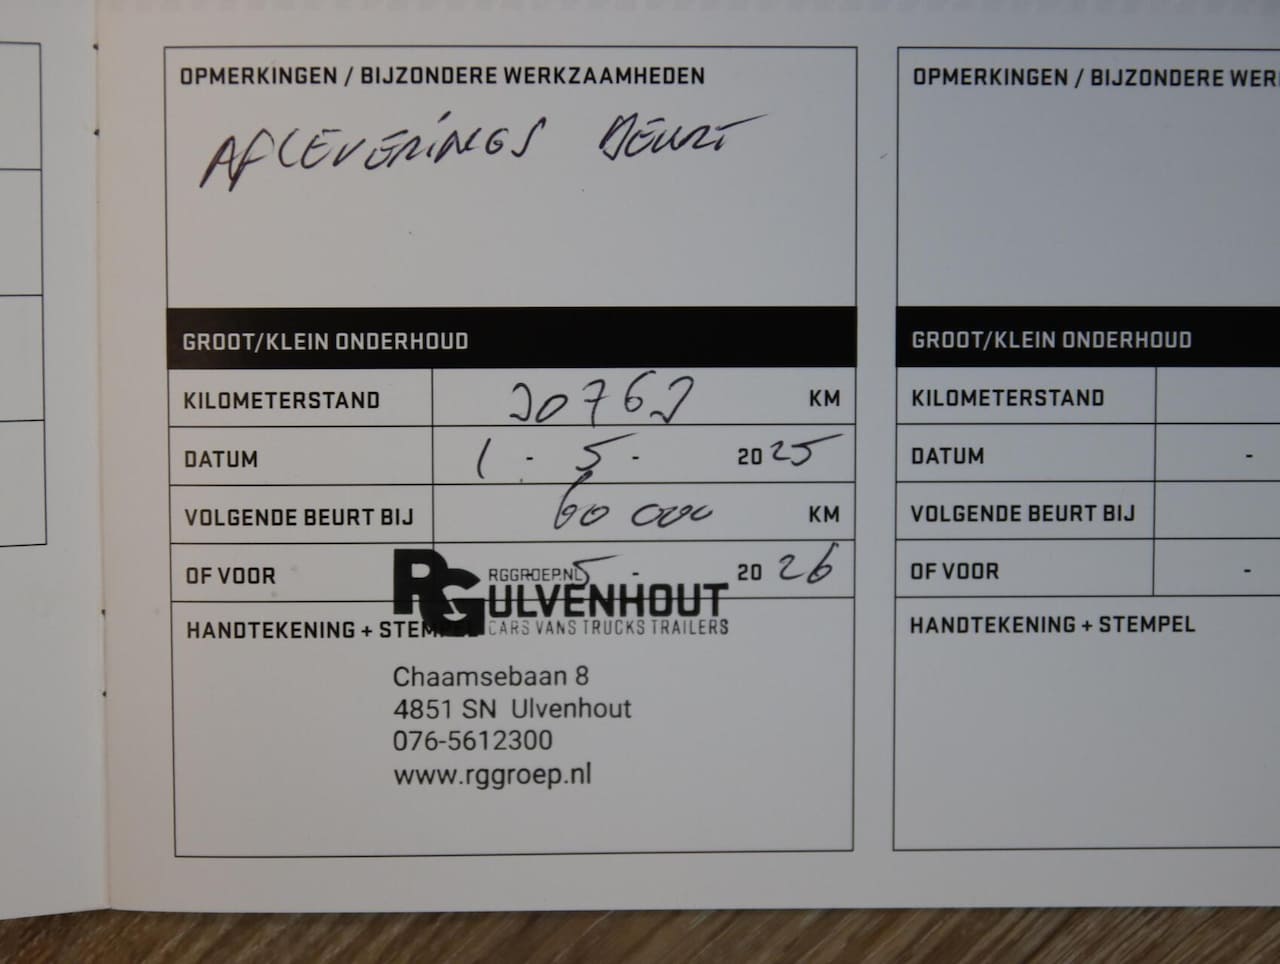 OPMERKINGEN / BIJZONDERE WERKZAAMHEDEN
AFLEVERINGS BEURT
GROOT/KLEIN ONDERHOUD
KILOMETERSTAND 20762 KM
DATUM 1 - 5 - 2025
VOLGENDE BEURT BIJ 60 000 KM
OF VOOR 5 - 2026
RG RGGROEP.NL
ULVENHOUT
HANDTEKENING + STEMPEL CARS VANS TRUCKS TRAILERS
Chaamsebaan 8
4851 SN Ulvenhout
076-5612300
www.rggroep.nl
OPMERKINGEN / BIJZONDERE WER
GROOT/KLEIN ONDERHOUD
KILOMETERSTAND
DATUM -
VOLGENDE BEURT BIJ
OF VOOR -
HANDTEKENING + STEMPEL